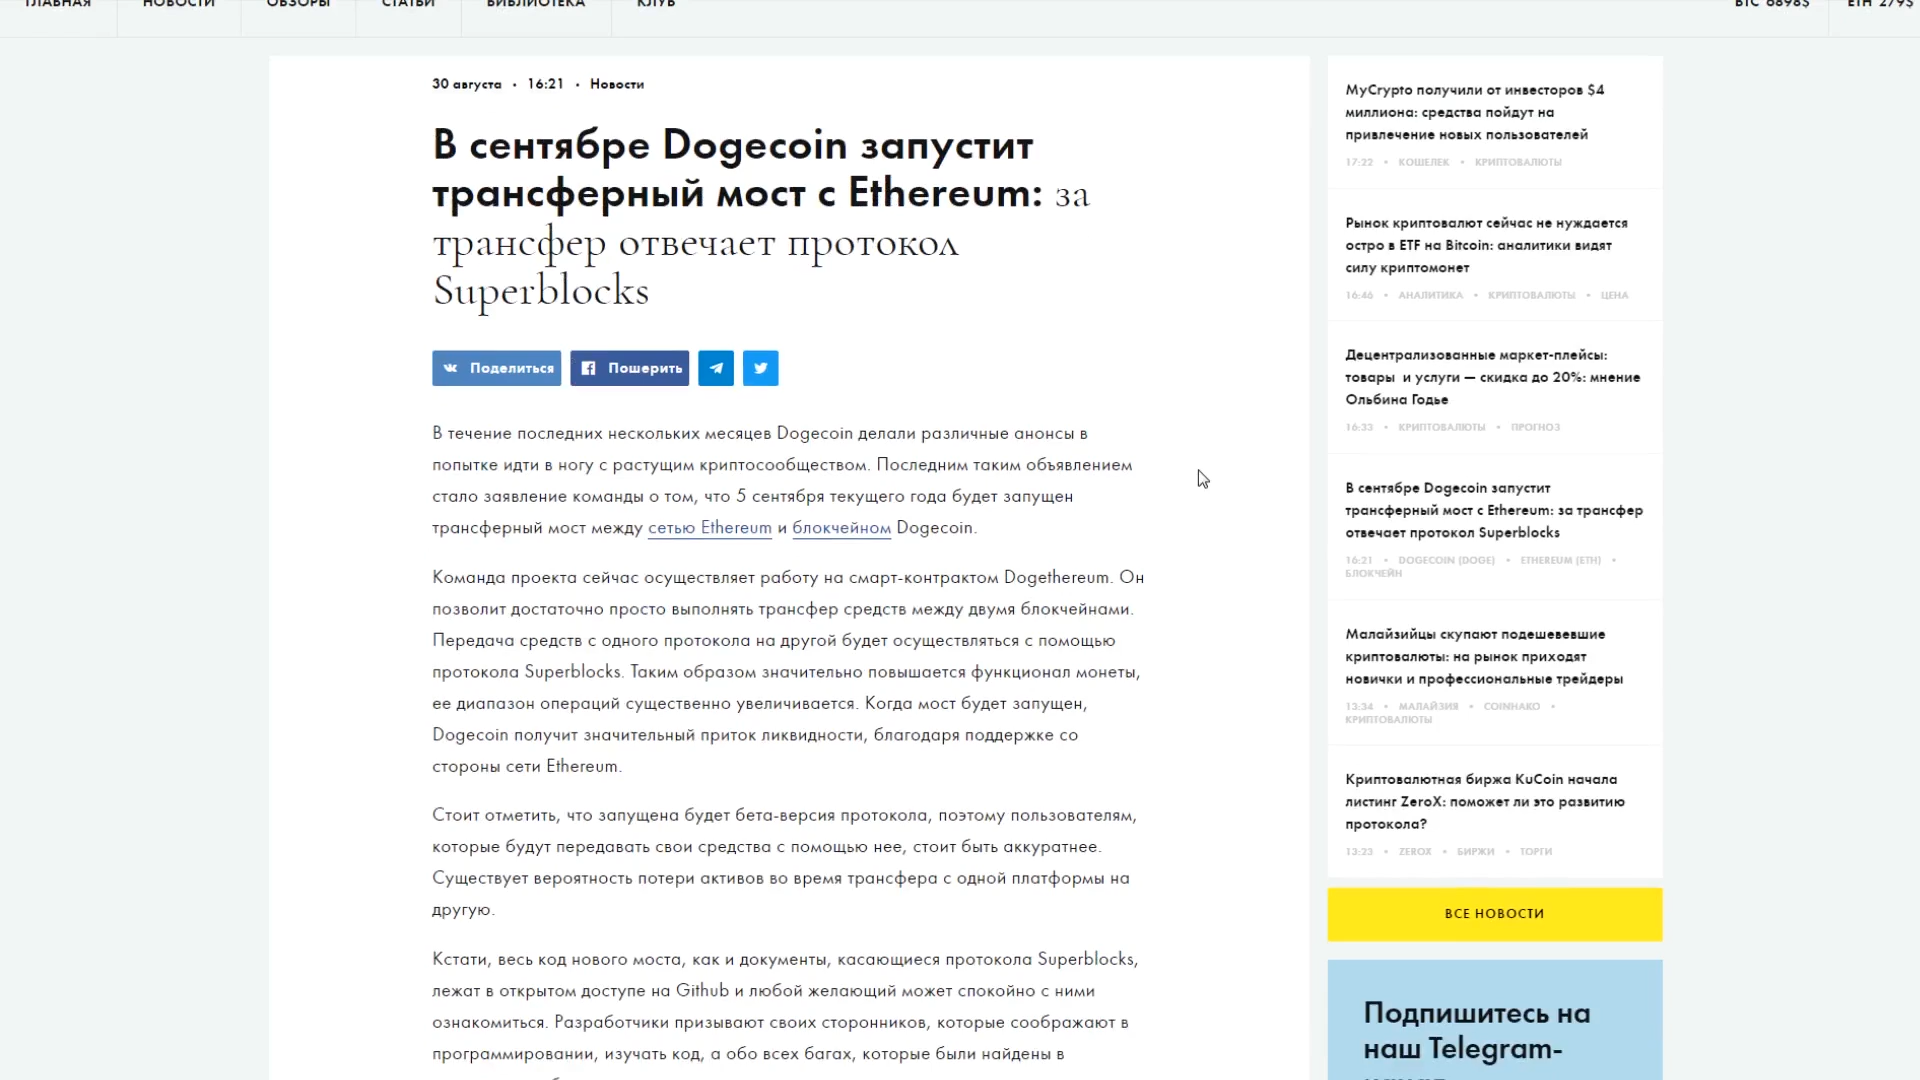 ГЛАВНАЯ НОВОСТИ ОБЗОРЫ СТАТЬИ БИБЛИОТЕКА КЛУБ BTC 6898$ ETH 279$
30 августа • 16:21 • Новости
В сентябре Dogecoin запустит
трансферный мост с Ethereum: за
трансфер отвечает протокол
Superblocks
Поделиться Пошерить
В течение последних нескольких месяцев Dogecoin делали различные анонсы в
попытке идти в ногу с растущим криптосообществом. Последним таким объявлением
стало заявление команды о том, что 5 сентября текущего года будет запущен
трансферный мост между сетью Ethereum и блокчейном Dogecoin.
Команда проекта сейчас осуществляет работу на смарт-контрактом Dogethereum. Он
позволит достаточно просто выполнять трансфер средств между двумя блокчейнами.
Передача средств с одного протокола на другой будет осуществляться с помощью
протокола Superblocks. Таким образом значительно повышается функционал монеты,
ее диапазон операций существенно увеличивается. Когда мост будет запущен,
Dogecoin получит значительный приток ликвидности, благодаря поддержке со
стороны сети Ethereum.
Стоит отметить, что запущена будет бета-версия протокола, поэтому пользователям,
которые будут передавать свои средства с помощью нее, стоит быть аккуратнее.
Существует вероятность потери активов во время трансфера с одной платформы на
другую.
Кстати, весь код нового моста, как и документы, касающиеся протокола Superblocks,
лежат в открытом доступе на Github и любой желающий может спокойно с ними
ознакомиться. Разработчики призывают своих сторонников, которые соображают в
программировании, изучать код, а обо всех багах, которые были найдены в
MyCrypto получили от инвесторов $4
миллиона: средства пойдут на
привлечение новых пользователей
17:22 • КОШЕЛЕК • КРИПТОВАЛЮТЫ
Рынок криптовалют сейчас не нуждается
остро в ETF на Bitcoin: аналитики видят
силу криптомонет
16:46 • АНАЛИТИКА • КРИПТОВАЛЮТЫ • ЦЕНА
Децентрализованные маркет-плейсы:
товары и услуги — скидка до 20%: мнение
Ольбина Годье
16:33 • КРИПТОВАЛЮТЫ • ПРОГНОЗ
В сентябре Dogecoin запустит
трансферный мост с Ethereum: за трансфер
отвечает протокол Superblocks
16:21 • DOGECOIN (DOGE) • ETHEREUM (ETH) •
БЛОКЧЕЙН
Малайзийцы скупают подешевевшие
криптовалюты: на рынок приходят
новички и профессиональные трейдеры
13:34 • МАЛАЙЗИЯ • COINHAKO •
КРИПТОВАЛЮТЫ
Криптовалютная биржа KuCoin начала
листинг ZeroX: поможет ли это развитию
протокола?
13:23 • ZEROX • БИРЖИ • ТОРГИ
ВСЕ НОВОСТИ
Подпишитесь на
наш Telegram-